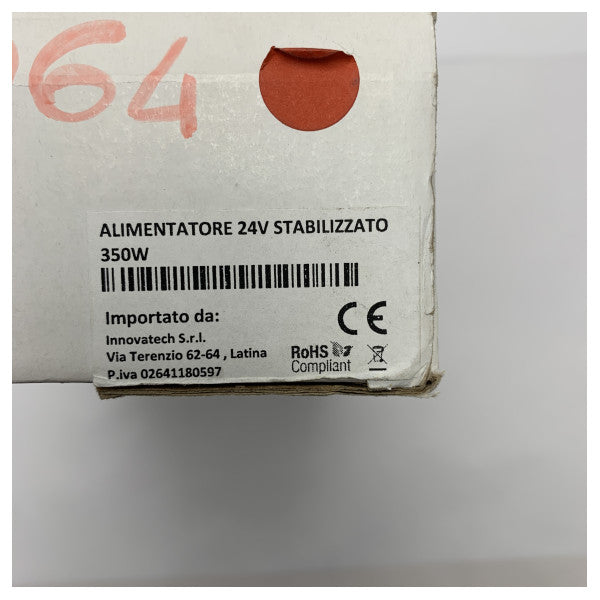 64
ALIMENTATORE 24V STABILIZZATO
350W
Importato da:
Innovatech S.r.l.
Via Terenzio 62-64 , Latina
P.iva 02641180597
CE
RoHS
Compliant